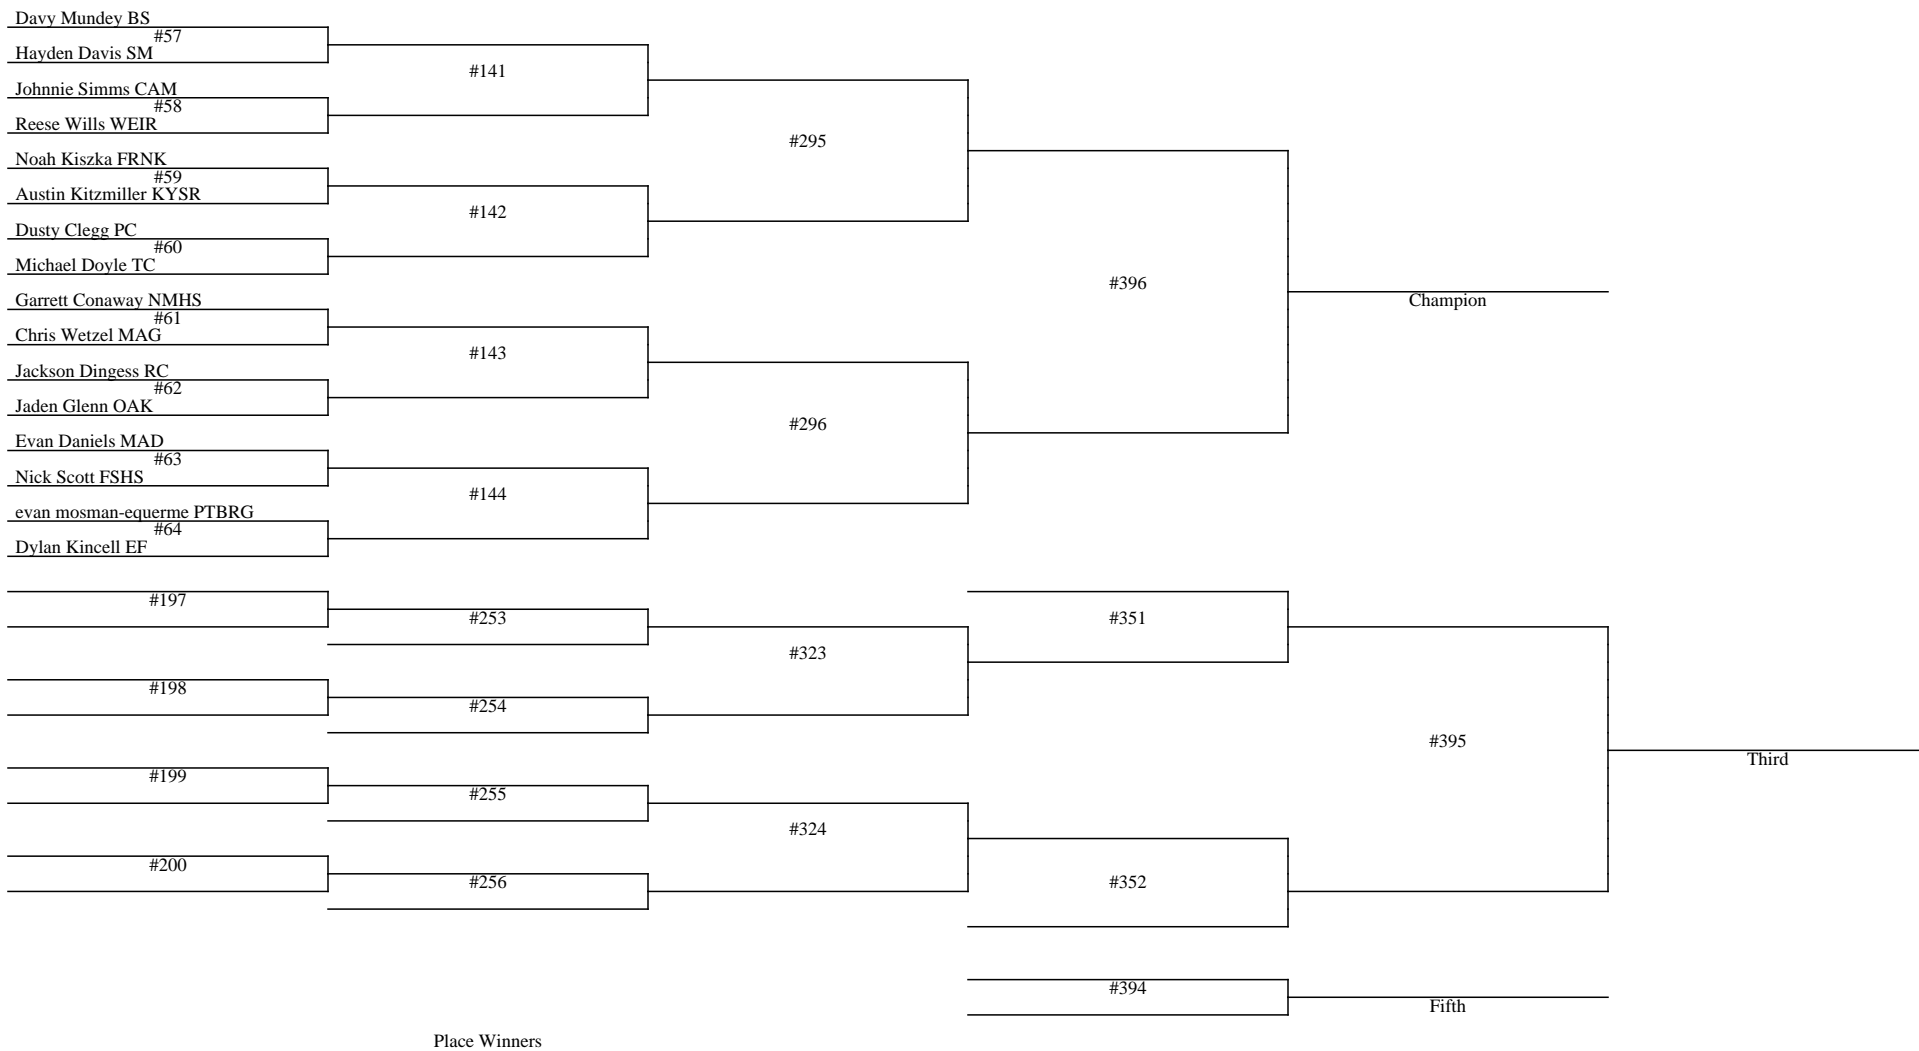 Davy Mundey BS
#57
Hayden Davis SM
#141
Johnnie Simms CAM
#58
Reese Wills WEIR
#295
Noah Kiszka FRNK
#59
Austin Kitzmiller KYSR
#142
Dusty Clegg PC
#60
Michael Doyle TC
#396
Champion
Garrett Conaway NMHS
#61
Chris Wetzel MAG
#143
Jackson Dingess RC
#62
Jaden Glenn OAK
#296
Evan Daniels MAD
#63
Nick Scott FSHS
#144
evan mosman-equerme PTBRG
#64
Dylan Kincell EF
#197
#253
#351
#323
#198
#254
#395
Third
#199
#255
#324
#200
#256
#352
#394
Fifth
Place Winners